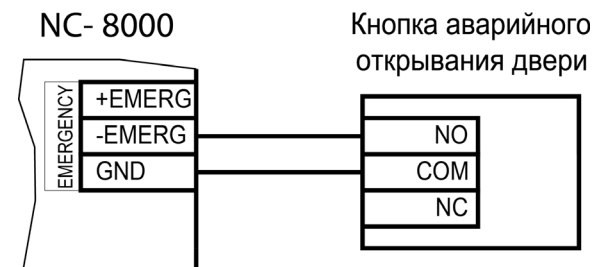 NC- 8000
Кнопка аварийного
открывания двери
EMERGENCY
+EMERG
-EMERG
GND
NO
COM
NC